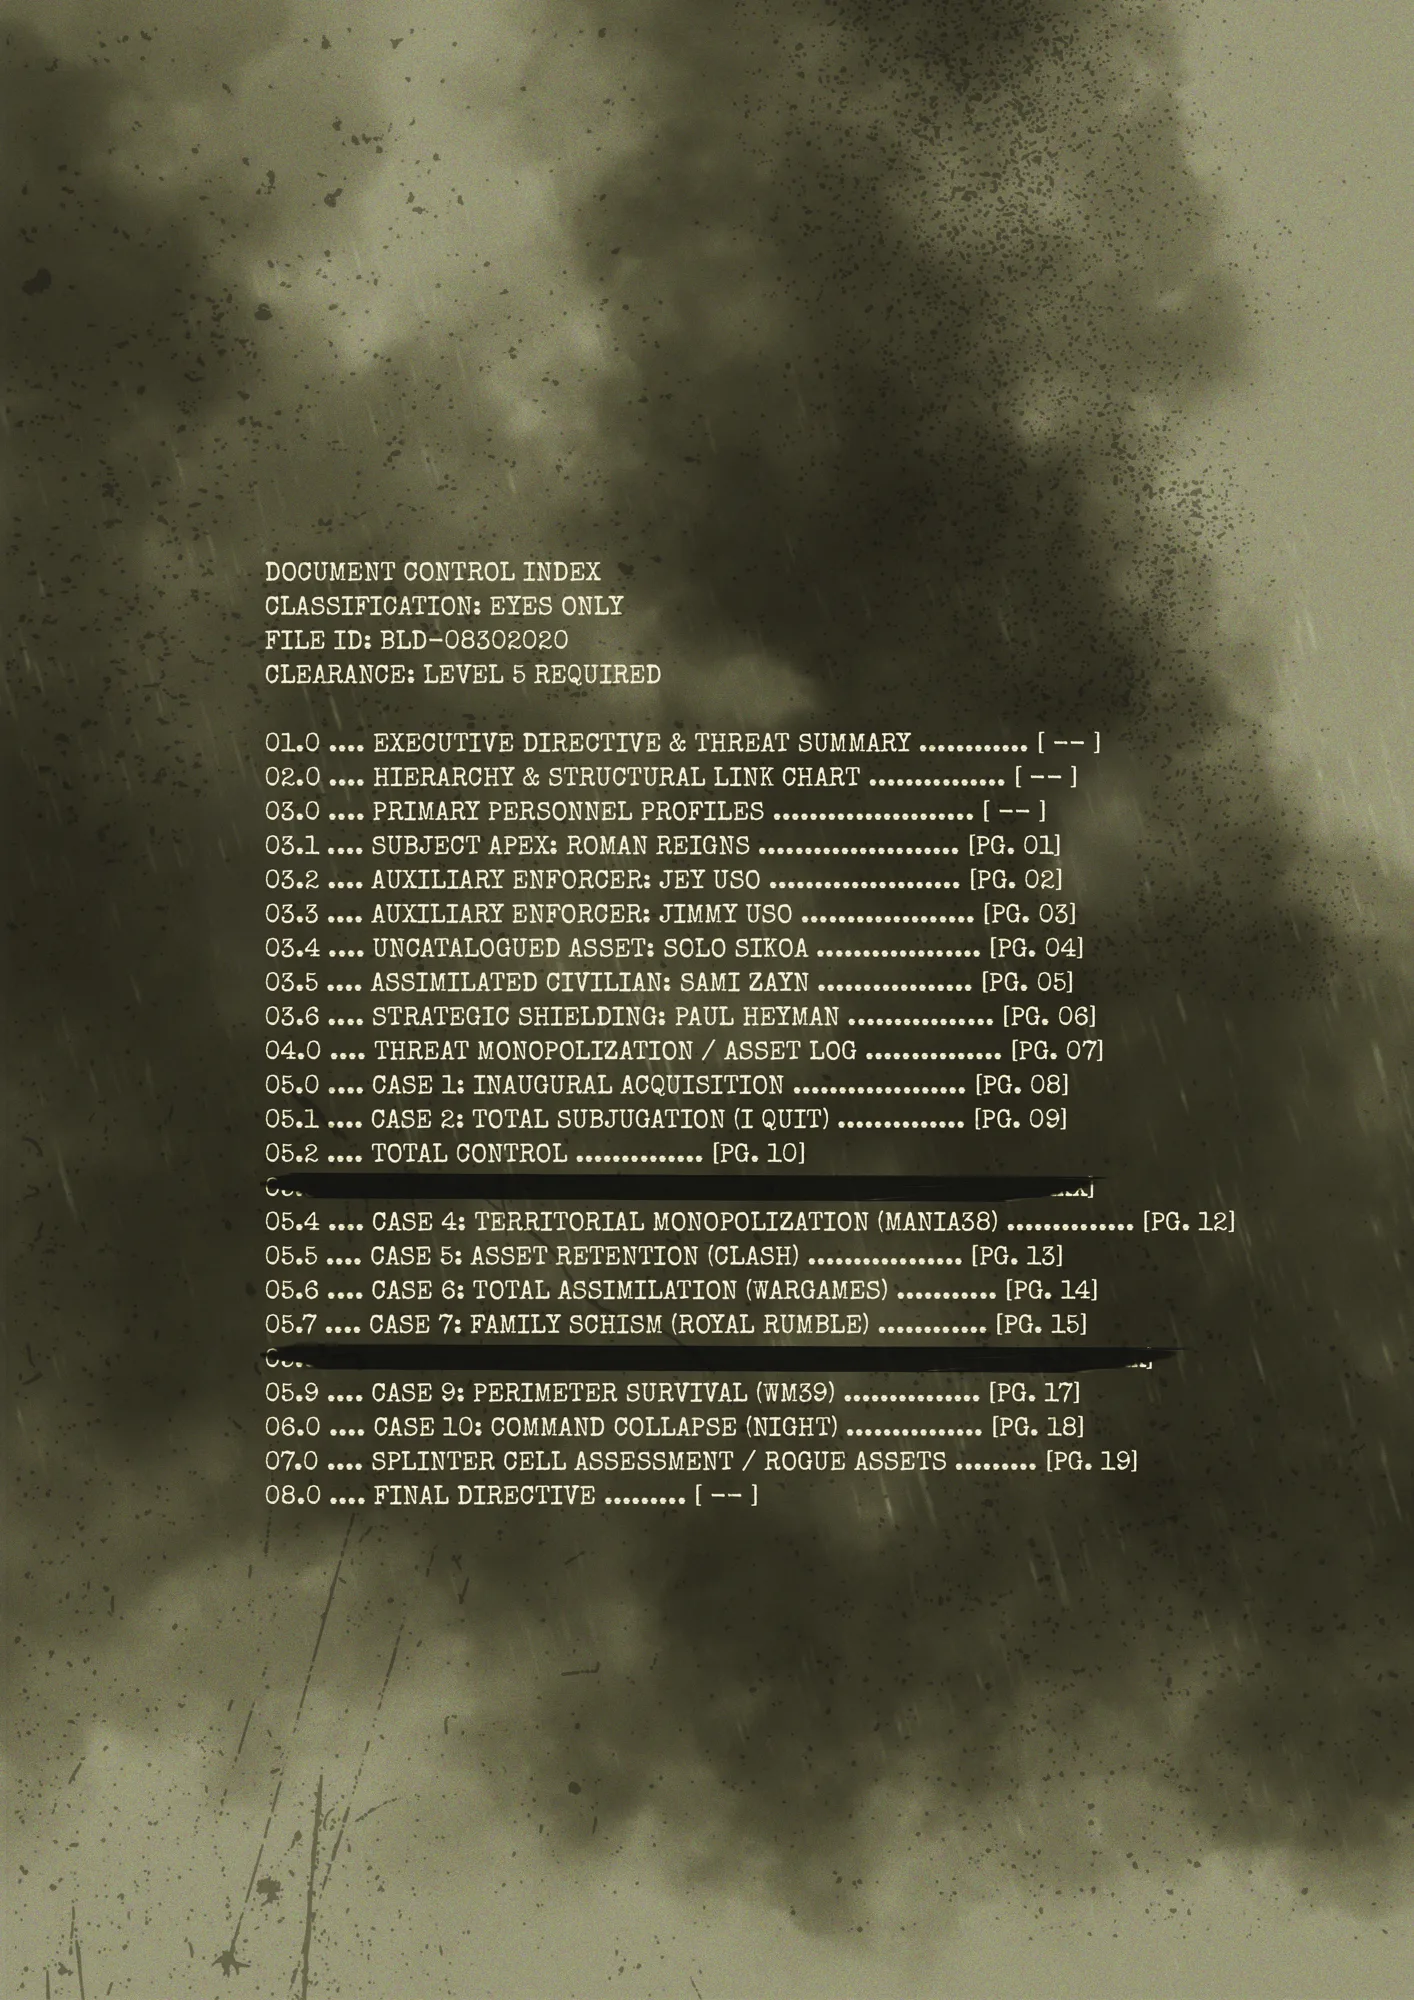 DOCUMENT CONTROL INDEX
CLASSIFICATION: EYES ONLY
FILE ID: BLD-08302020
CLEARANCE: LEVEL 5 REQUIRED
01.0 .... EXECUTIVE DIRECTIVE & THREAT SUMMARY ............ [ -- ]
02.0 .... HIERARCHY & STRUCTURAL LINK CHART ............... [ -- ]
03.0 .... PRIMARY PERSONNEL PROFILES ...................... [ -- ]
03.1 .... SUBJECT APEX: ROMAN REIGNS ...................... [PG. 01]
03.2 .... AUXILIARY ENFORCER: JEY USO ..................... [PG. 02]
03.3 .... AUXILIARY ENFORCER: JIMMY USO ................... [PG. 03]
03.4 .... UNCATALOGUED ASSET: SOLO SIKOA .................. [PG. 04]
03.5 .... ASSIMILATED CIVILIAN: SAMI ZAYN ................. [PG. 05]
03.6 .... STRATEGIC SHIELDING: PAUL HEYMAN ................ [PG. 06]
04.0 .... THREAT MONOPOLIZATION / ASSET LOG ............... [PG. 07]
05.0 .... CASE 1: INAUGURAL ACQUISITION ................... [PG. 08]
05.1 .... CASE 2: TOTAL SUBJUGATION (I QUIT) .............. [PG. 09]
05.2 .... TOTAL CONTROL .............. [PG. 10]
05.4 .... CASE 4: TERRITORIAL MONOPOLIZATION (MANIA38) .............. [PG. 12]
05.5 .... CASE 5: ASSET RETENTION (CLASH) ................. [PG. 13]
05.6 .... CASE 6: TOTAL ASSIMILATION (WARGAMES) ........... [PG. 14]
05.7 .... CASE 7: FAMILY SCHISM (ROYAL RUMBLE) ............ [PG. 15]
05.9 .... CASE 9: PERIMETER SURVIVAL (WM39) ............... [PG. 17]
06.0 .... CASE 10: COMMAND COLLAPSE (NIGHT) ............... [PG. 18]
07.0 .... SPLINTER CELL ASSESSMENT / ROGUE ASSETS ......... [PG. 19]
08.0 .... FINAL DIRECTIVE ......... [ -- ]